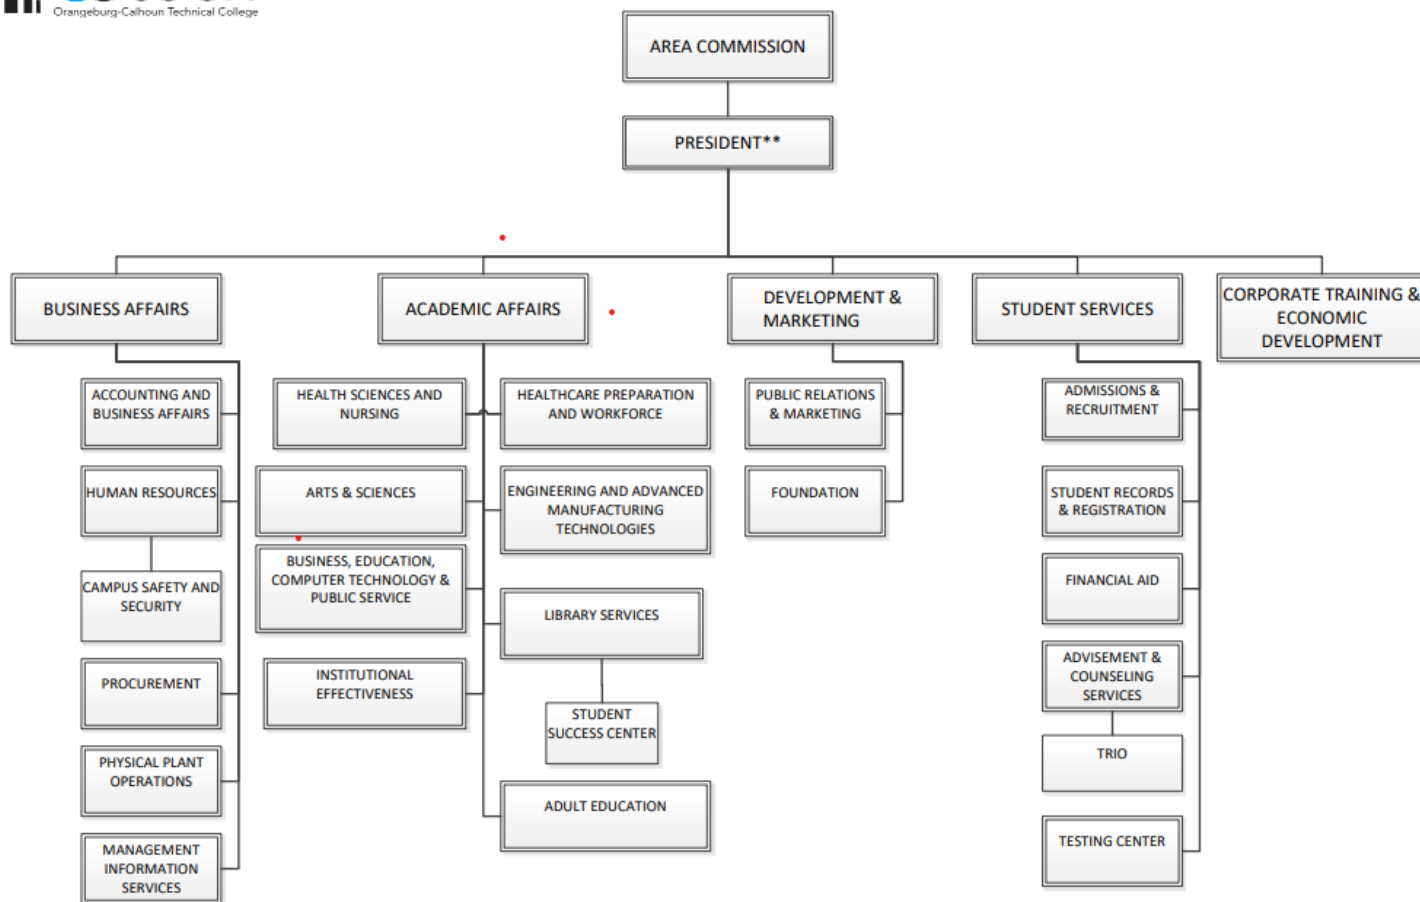 Orangeburg-Calhoun Technical College
AREA COMMISSION
PRESIDENT**
BUSINESS AFFAIRS
ACADEMIC AFFAIRS
DEVELOPMENT &
MARKETING
STUDENT SERVICES
CORPORATE TRAINING &
ECONOMIC
DEVELOPMENT
ACCOUNTING AND
BUSINESS AFFAIRS
HUMAN RESOURCES
CAMPUS SAFETY AND
SECURITY
PROCUREMENT
PHYSICAL PLANT
OPERATIONS
MANAGEMENT
INFORMATION
SERVICES
HEALTH SCIENCES AND
NURSING
ARTS & SCIENCES
BUSINESS, EDUCATION,
COMPUTER TECHNOLOGY &
PUBLIC SERVICE
INSTITUTIONAL
EFFECTIVENESS
HEALTHCARE PREPARATION
AND WORKFORCE
ENGINEERING AND ADVANCED
MANUFACTURING
TECHNOLOGIES
LIBRARY SERVICES
STUDENT
SUCCESS CENTER
ADULT EDUCATION
PUBLIC RELATIONS
& MARKETING
FOUNDATION
ADMISSIONS &
RECRUITMENT
STUDENT RECORDS
& REGISTRATION
FINANCIAL AID
ADVISEMENT &
COUNSELING
SERVICES
TRIO
TESTING CENTER